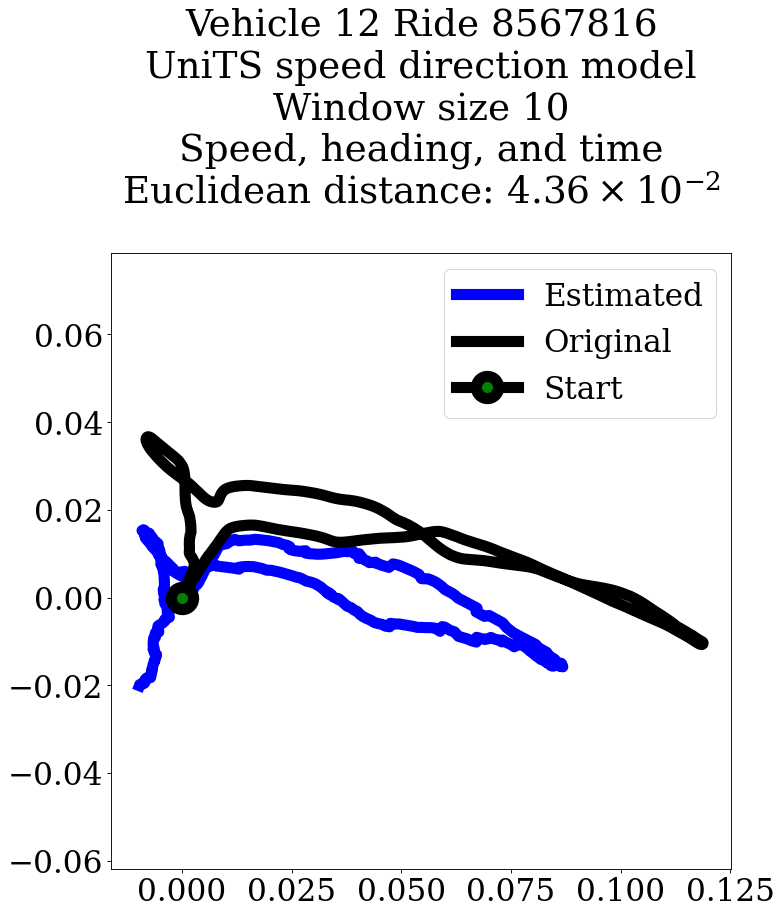 Vehicle 12 Ride 8567816
UniTS speed direction model
Window size 10
Speed, heading, and time
Euclidean distance: 4.36 × 10⁻²
Estimated
Original
Start
0.06
0.04
0.02
0.00
−0.02
−0.04
−0.06
0.000 0.025 0.050 0.075 0.100 0.125